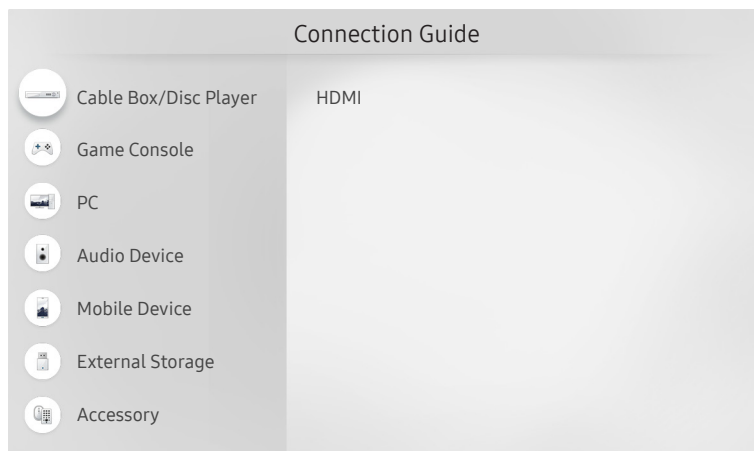 Connection Guide
Cable Box/Disc Player
HDMI
Game Console
PC
Audio Device
Mobile Device
External Storage
Accessory